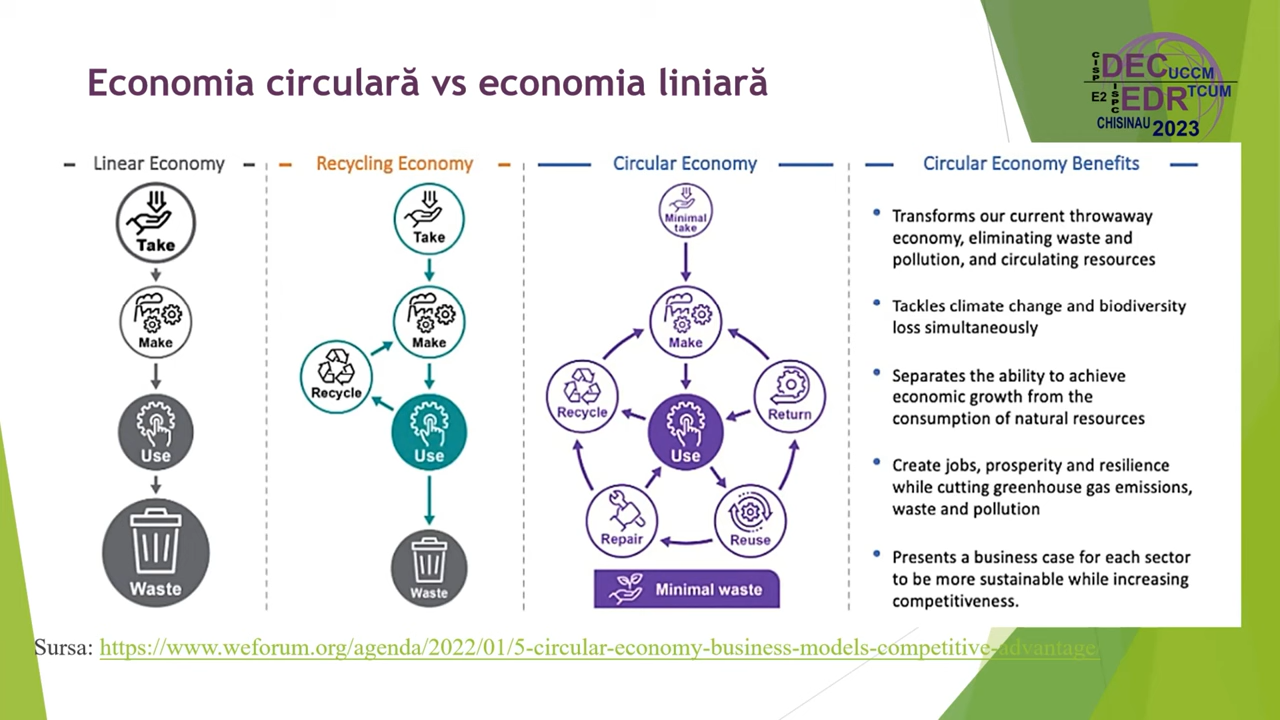 Economia circulară vs economia liniară
CISP
DEC
UCCM
E2
ISPC
EDR
TCUM
CHISINAU 2023
Linear Economy
Take
Make
Use
Waste
Recycling Economy
Take
Make
Recycle
Use
Waste
Circular Economy
Minimal
take
Make
Recycle
Return
Use
Repair
Reuse
Minimal waste
Circular Economy Benefits
• Transforms our current throwaway
economy, eliminating waste and
pollution, and circulating resources
• Tackles climate change and biodiversity
loss simultaneously
• Separates the ability to achieve
economic growth from the
consumption of natural resources
• Create jobs, prosperity and resilience
while cutting greenhouse gas emissions,
waste and pollution
• Presents a business case for each sector
to be more sustainable while increasing
competitiveness.
Sursa: https://www.weforum.org/agenda/2022/01/5-circular-economy-business-models-competitive-advantage/